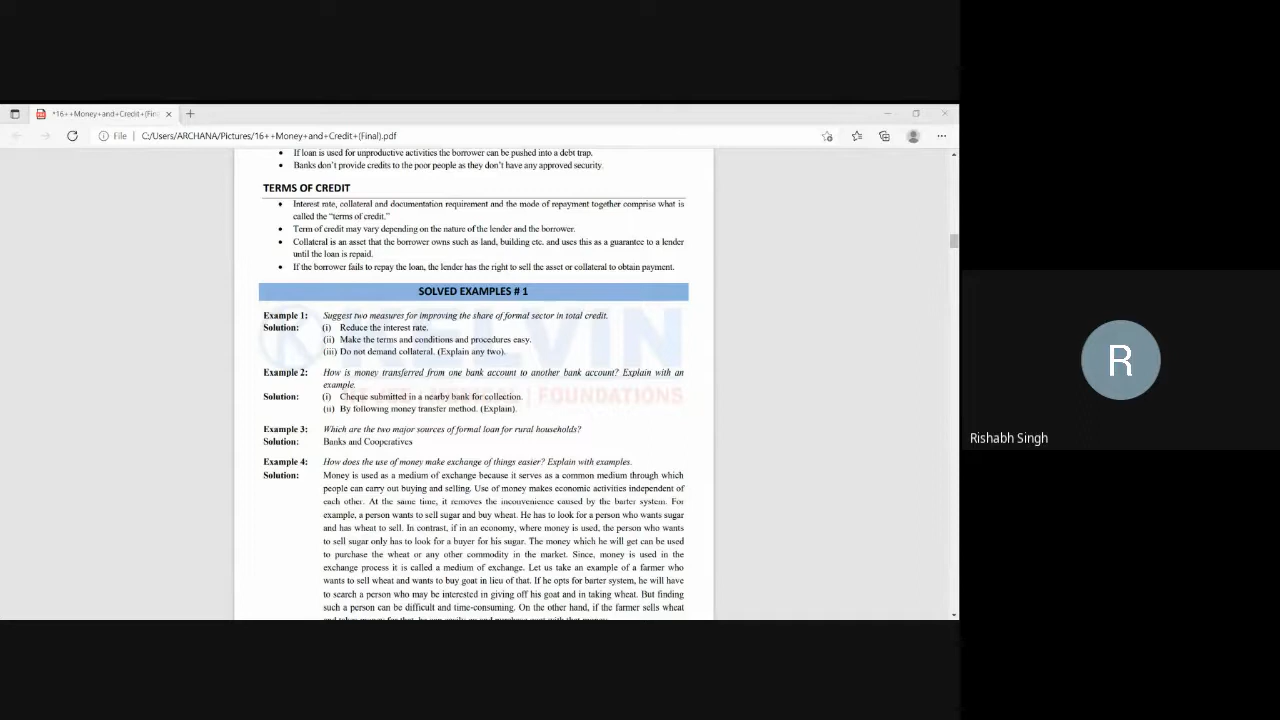 *16++Money+and+Credit+(Fin
File
C:/Users/ARCHANA/Pictures/16++Money+and+Credit+(Final).pdf
• If loan is used for unproductive activities the borrower can be pushed into a debt trap.
• Banks don't provide credits to the poor people as they don't have any approved security.
TERMS OF CREDIT
• Interest rate, collateral and documentation requirement and the mode of repayment together comprise what is
called the "terms of credit."
• Term of credit may vary depending on the nature of the lender and the borrower.
• Collateral is an asset that the borrower owns such as land, building etc. and uses this as a guarantee to a lender
until the loan is repaid.
• If the borrower fails to repay the loan, the lender has the right to sell the asset or collateral to obtain payment.
SOLVED EXAMPLES # 1
Example 1: Suggest two measures for improving the share of formal sector in total credit.
Solution: (i) Reduce the interest rate.
(ii) Make the terms and conditions and procedures easy.
(iii) Do not demand collateral. (Explain any two).
Example 2: How is money transferred from one bank account to another bank account? Explain with an
example.
Solution: (i) Cheque submitted in a nearby bank for collection.
(ii) By following money transfer method. (Explain).
Example 3: Which are the two major sources of formal loan for rural households?
Solution: Banks and Cooperatives
Example 4: How does the use of money make exchange of things easier? Explain with examples.
Solution: Money is used as a medium of exchange because it serves as a common medium through which
people can carry out buying and selling. Use of money makes economic activities independent of
each other. At the same time, it removes the inconvenience caused by the barter system. For
example, a person wants to sell sugar and buy wheat. He has to look for a person who wants sugar
and has wheat to sell. In contrast, if in an economy, where money is used, the person who wants
to sell sugar only has to look for a buyer for his sugar. The money which he will get can be used
to purchase the wheat or any other commodity in the market. Since, money is used in the
exchange process it is called a medium of exchange. Let us take an example of a farmer who
wants to sell wheat and wants to buy goat in lieu of that. If he opts for barter system, he will have
to search a person who may be interested in giving off his goat and in taking wheat. But finding
such a person can be difficult and time-consuming. On the other hand, if the farmer sells wheat
FOUNDATIONS
R
Rishabh Singh